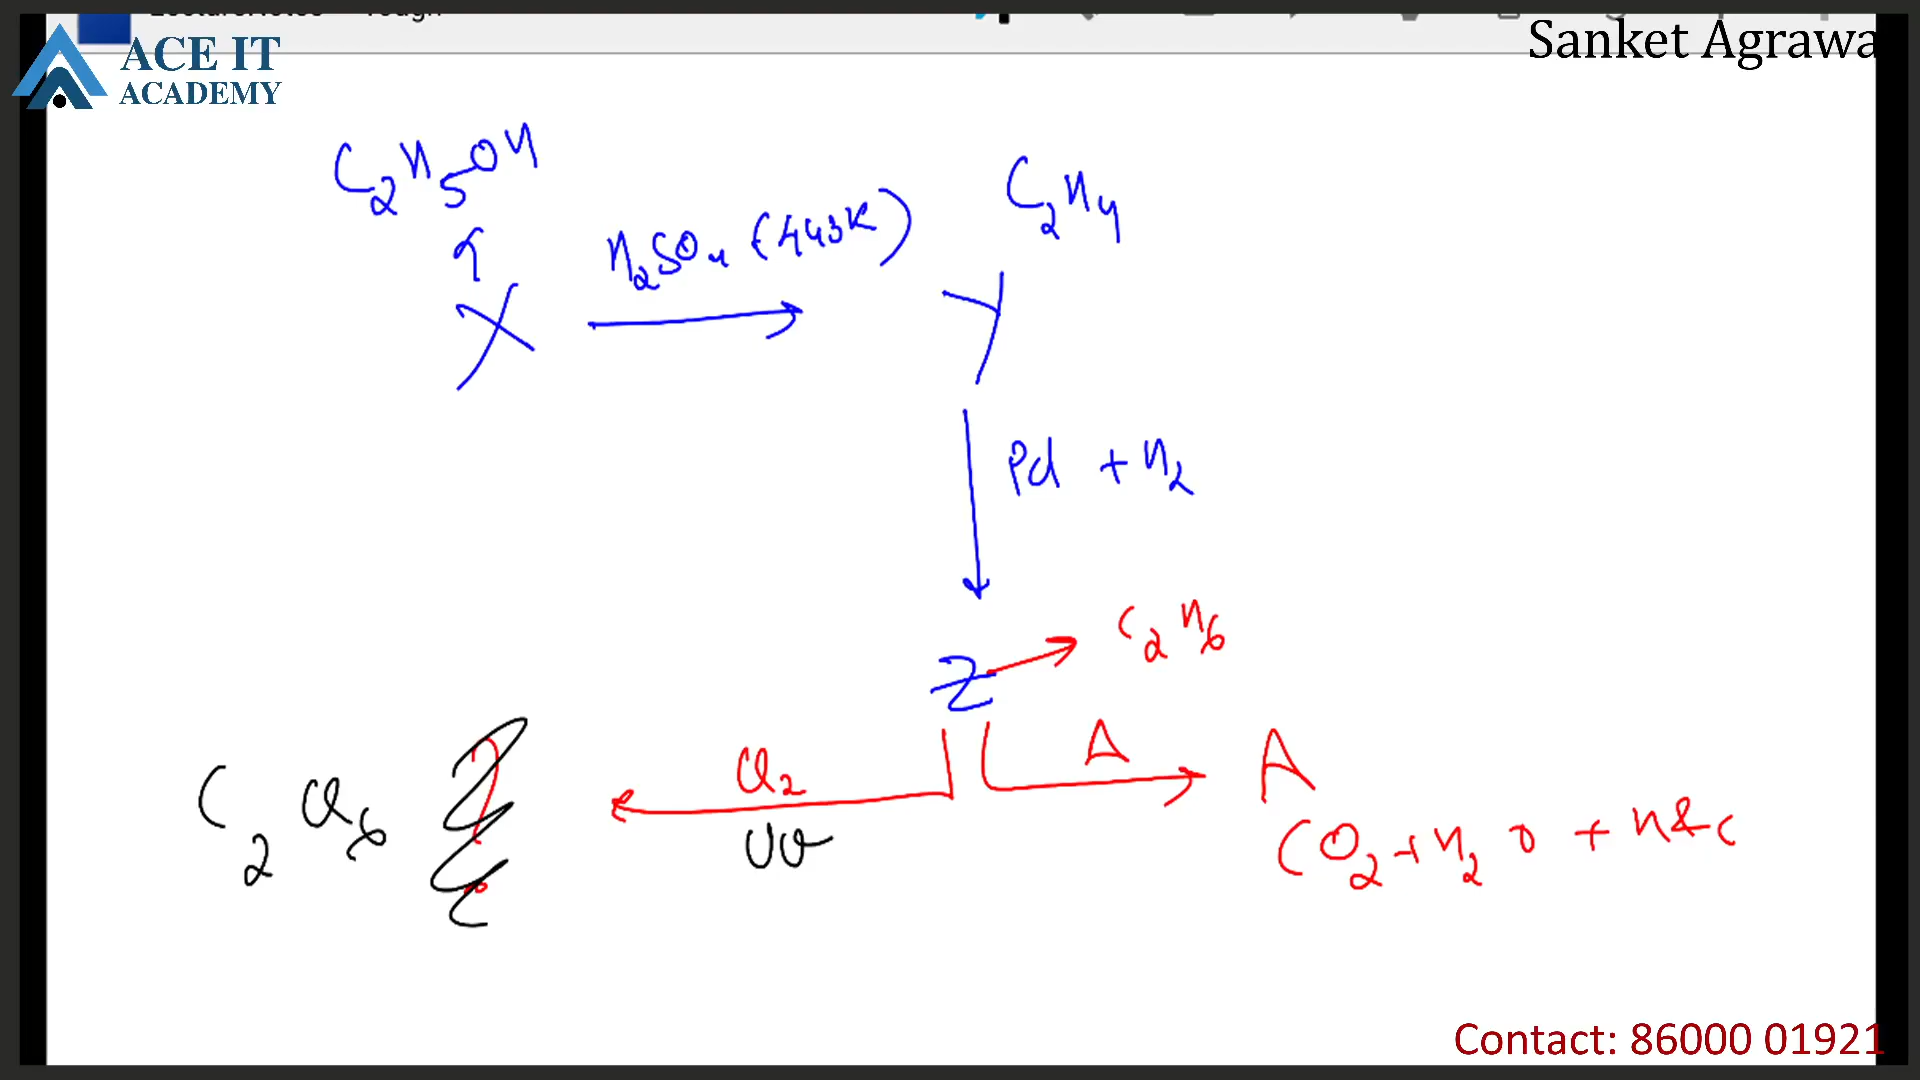 ACE IT
ACADEMY
Sanket Agrawa
C2H5OH
H2SO4 (443K)
C2H4
X
Y
Pd + H2
C2H6
Z
Cl2
Δ
A
C2Cl6
UV
CO2 + H2O + H&L
Contact: 86000 01921